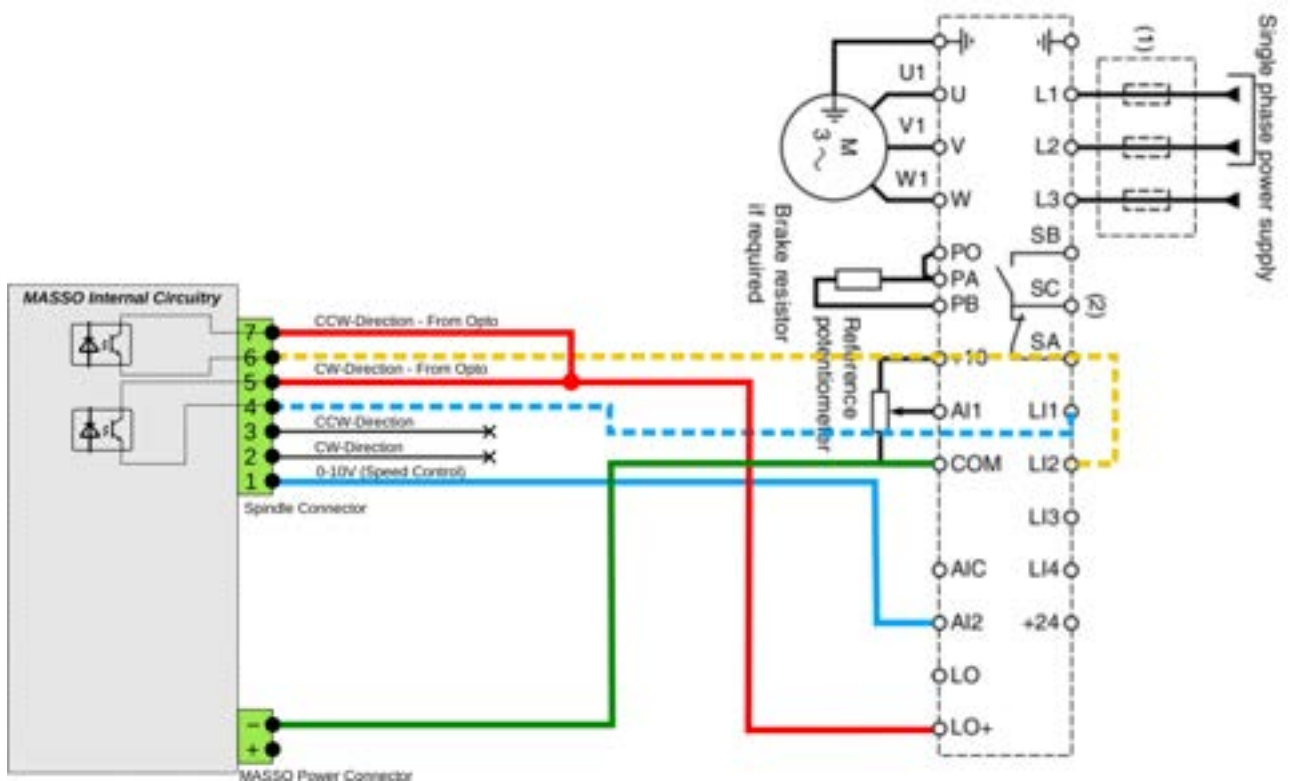 MASSO Internal Circuitry
7
6
5
4
3
2
1
CCW-Direction - From Opto
CW-Direction - From Opto
CCW-Direction
CW-Direction
0-10V (Speed Control)
Spindle Connector
−
+
MASSO Power Connector
M
3 ~
U1
V1
W1
U
V
W
PO
PA
PB
Brake resistor
if required
Reference
potentiometer
+10
AI1
COM
AIC
AI2
LO
LO+
L1
L2
L3
SB
SC
SA
LI1
LI2
LI3
LI4
+24
(1)
(2)
Single phase power supply